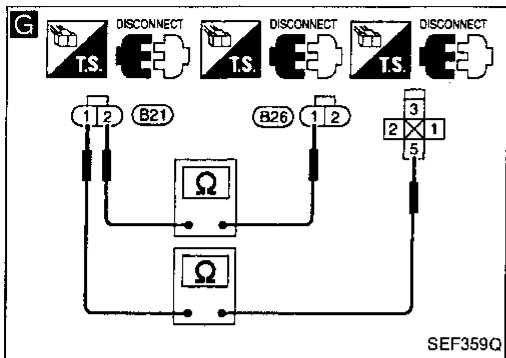 G
DISCONNECT DISCONNECT DISCONNECT
T.S. T.S. T.S.
1 2 B21 B26 1 2 3
2 1
5
Ω
Ω
SEF359Q